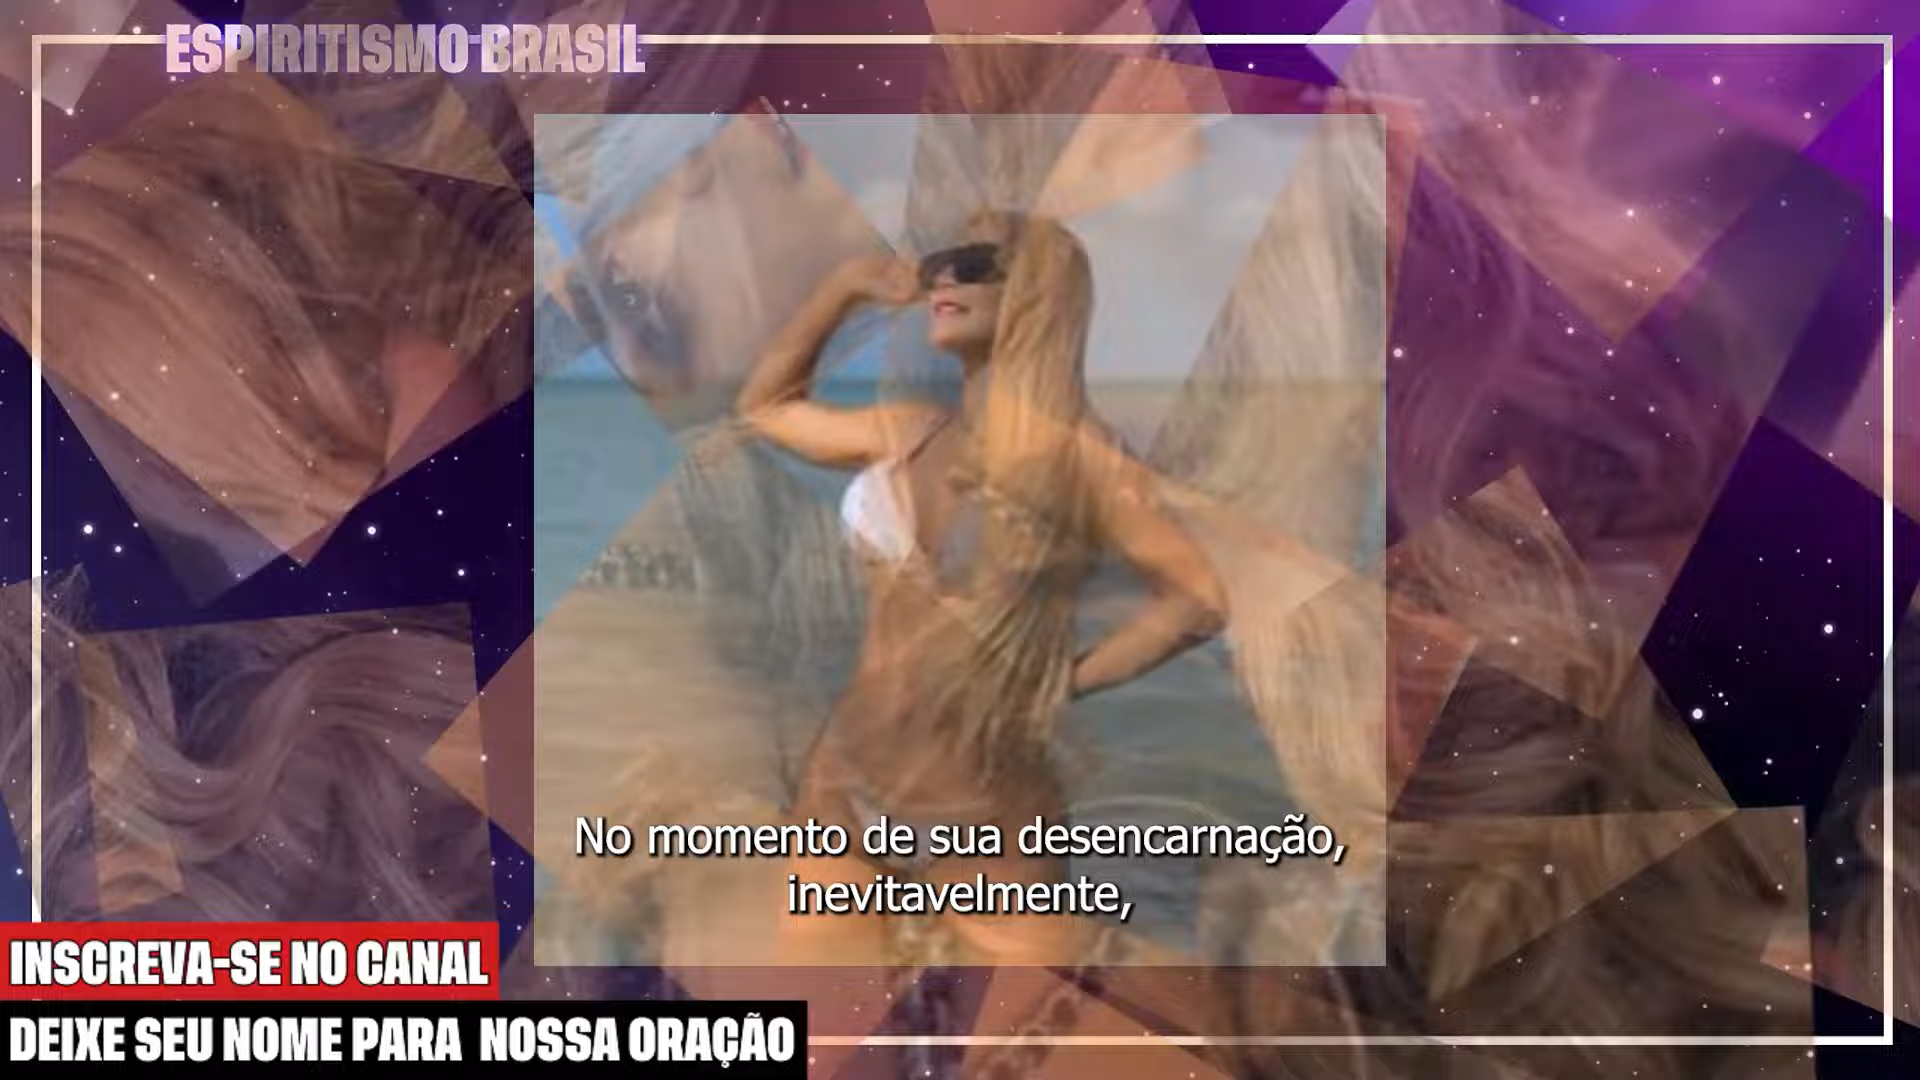 ESPIRITISMO BRASIL
No momento de sua desencarnação,
inevitavelmente,
INSCREVA-SE NO CANAL
DEIXE SEU NOME PARA NOSSA ORAÇÃO